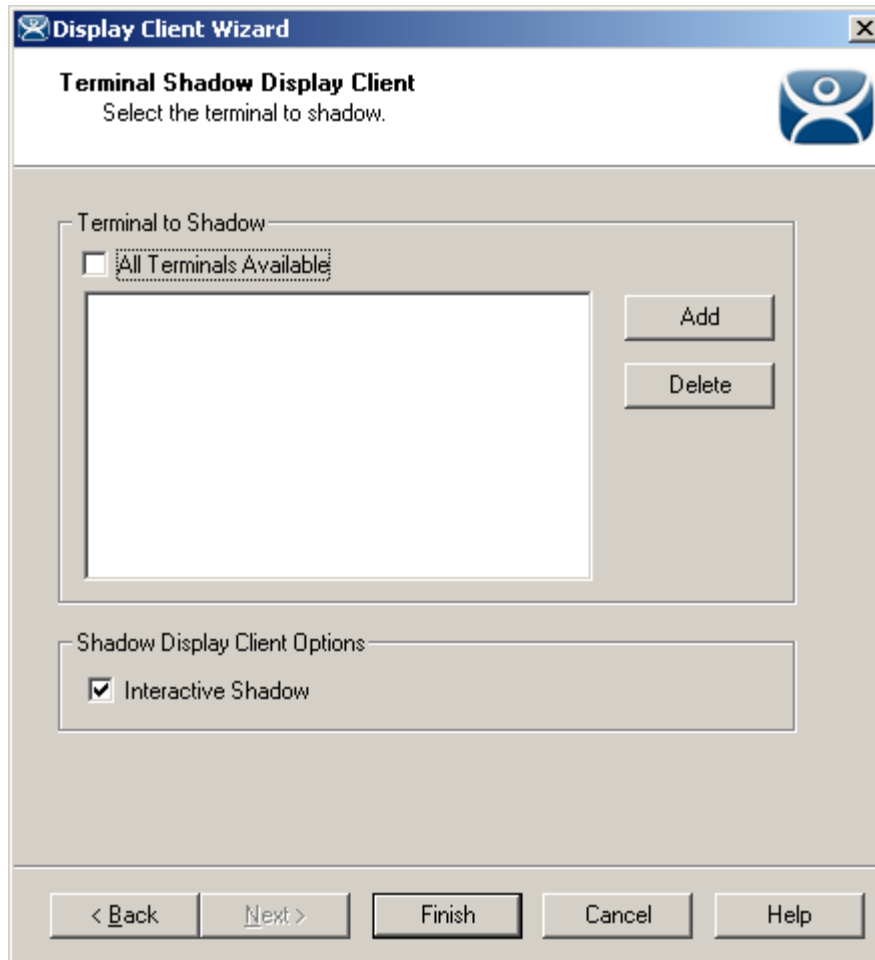 Display Client Wizard
Terminal Shadow Display Client
Select the terminal to shadow.
Terminal to Shadow
All Terminals Available
Add
Delete
Shadow Display Client Options
Interactive Shadow
< Back Next > Finish Cancel Help